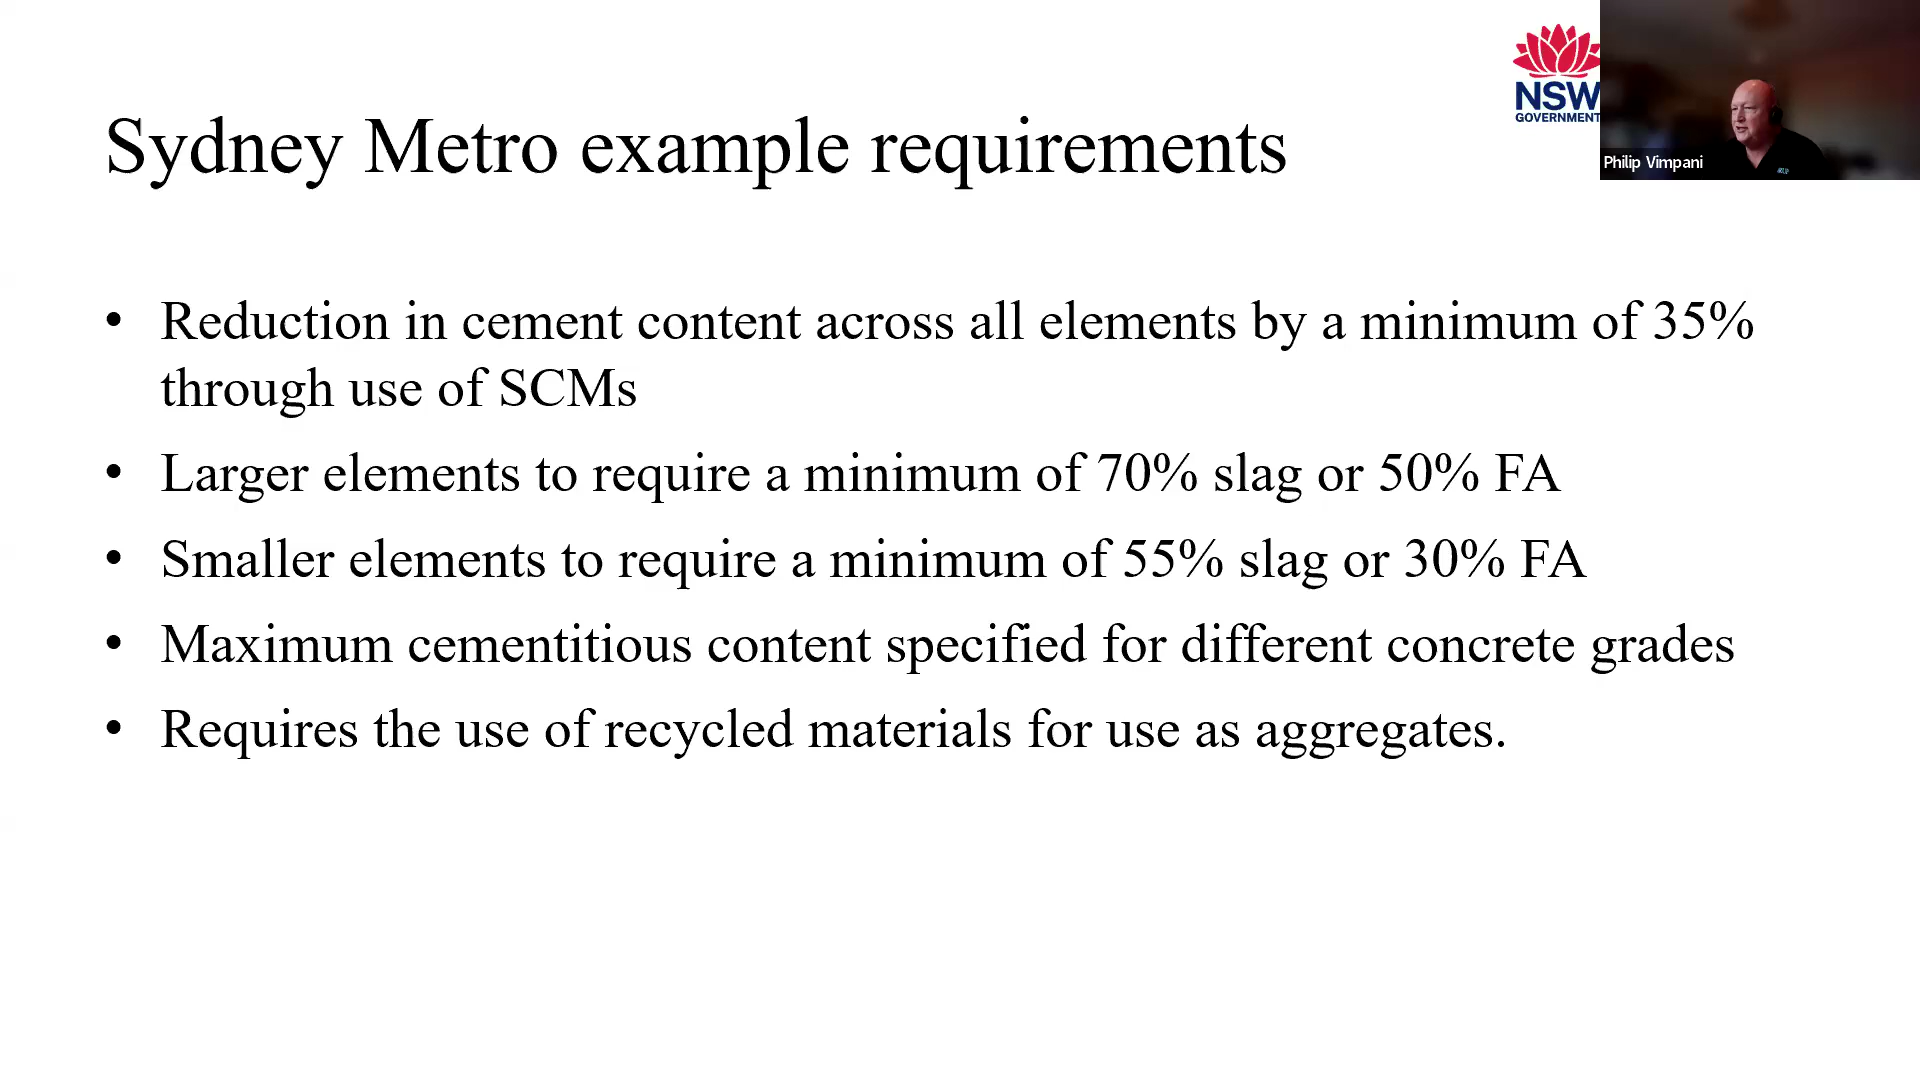 NSW
GOVERNMENT
Philip Vimpani
Sydney Metro example requirements
• Reduction in cement content across all elements by a minimum of 35%
through use of SCMs
• Larger elements to require a minimum of 70% slag or 50% FA
• Smaller elements to require a minimum of 55% slag or 30% FA
• Maximum cementitious content specified for different concrete grades
• Requires the use of recycled materials for use as aggregates.